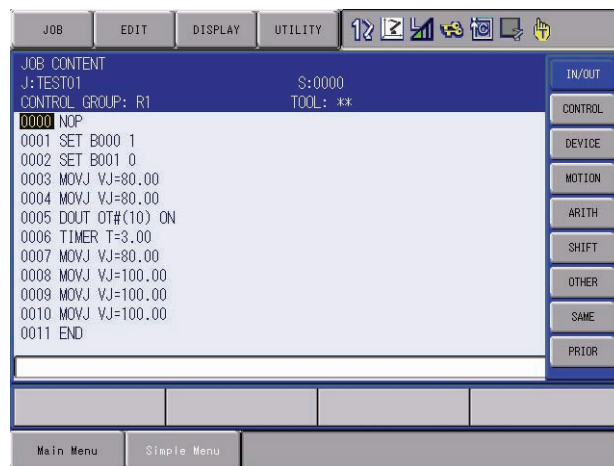 JOB EDIT DISPLAY UTILITY
JOB CONTENT
J:TEST01 S:0000
CONTROL GROUP: R1 TOOL: **
0000 NOP
0001 SET B000 1
0002 SET B001 0
0003 MOVJ VJ=80.00
0004 MOVJ VJ=80.00
0005 DOUT OT#(10) ON
0006 TIMER T=3.00
0007 MOVJ VJ=80.00
0008 MOVJ VJ=100.00
0009 MOVJ VJ=100.00
0010 MOVJ VJ=100.00
0011 END
IN/OUT
CONTROL
DEVICE
MOTION
ARITH
SHIFT
OTHER
SAME
PRIOR
Main Menu Simple Menu